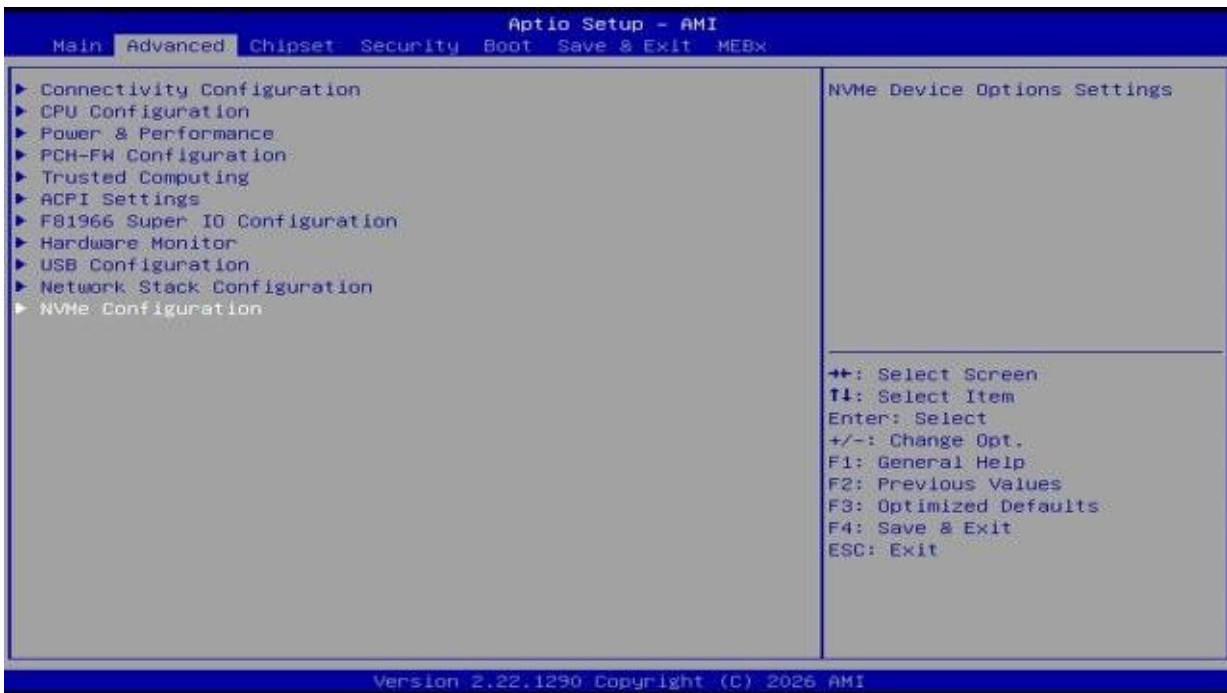 Aptio Setup - AMI
Main Advanced Chipset Security Boot Save & Exit MEBx
Connectivity Configuration
CPU Configuration
Power & Performance
PCH-FW Configuration
Trusted Computing
ACPI Settings
F81966 Super IO Configuration
Hardware Monitor
USB Configuration
Network Stack Configuration
NVMe Configuration
NVMe Device Options Settings
→←: Select Screen
↑↓: Select Item
Enter: Select
+/-: Change Opt.
F1: General Help
F2: Previous Values
F3: Optimized Defaults
F4: Save & Exit
ESC: Exit
Version 2.22.1290 Copyright (C) 2026 AMI